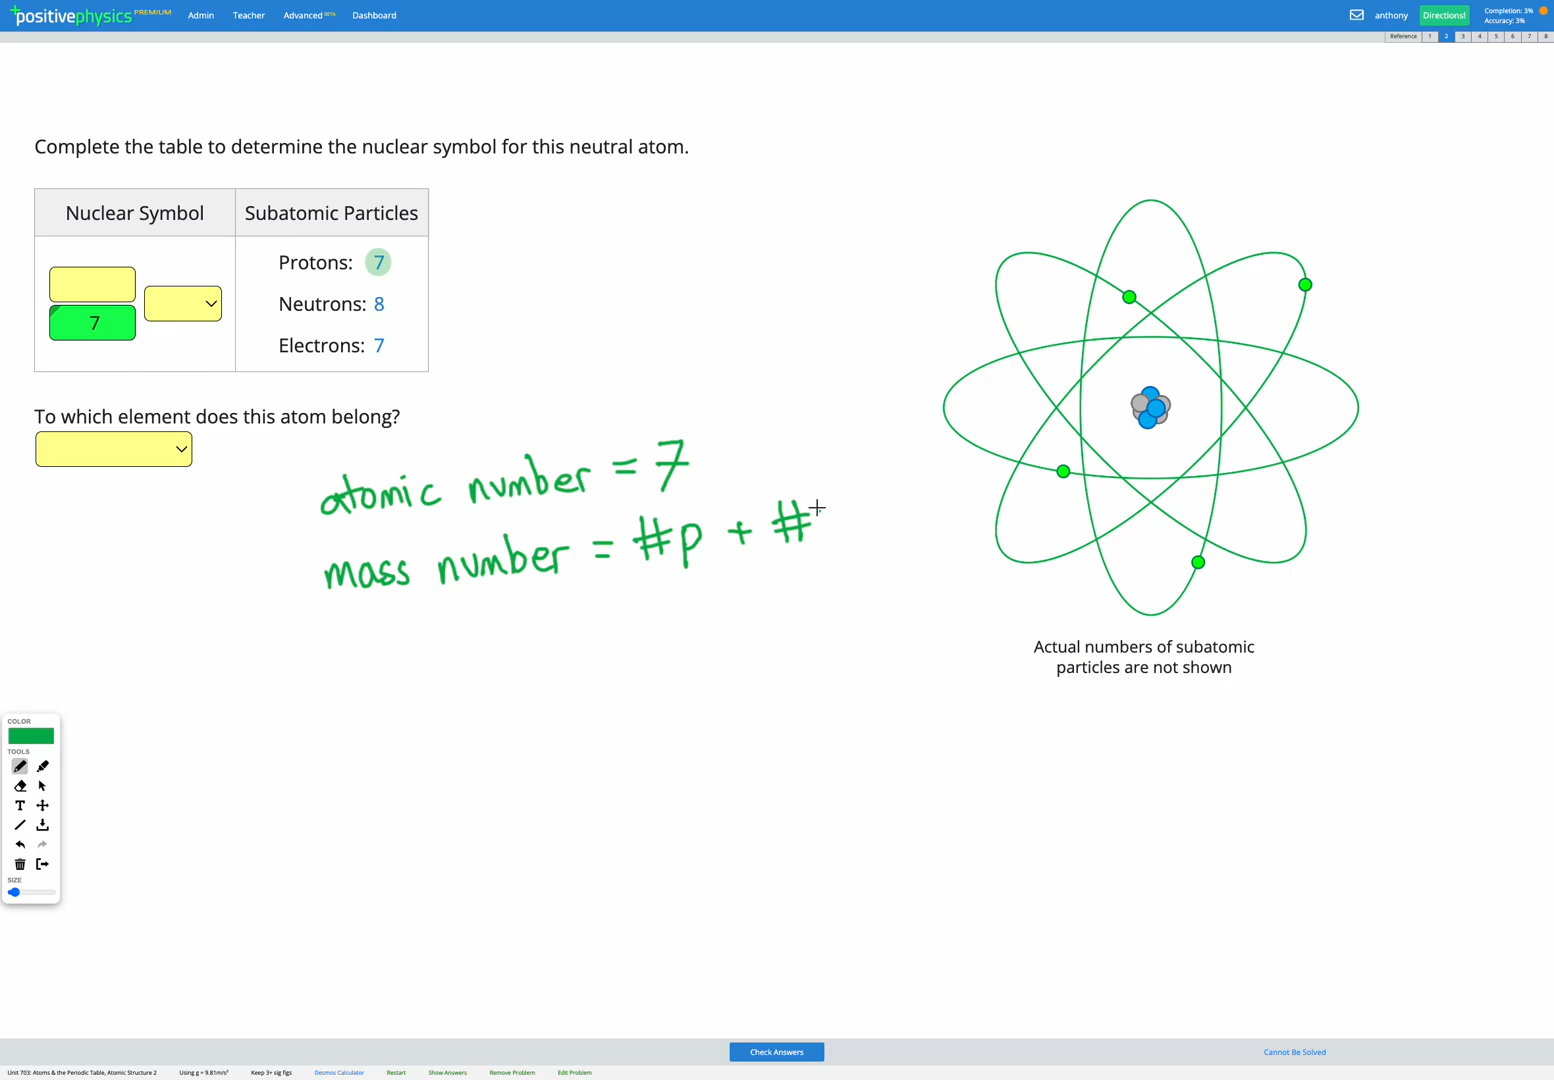 +positivephysics PREMIUM Admin Teacher Advanced BETA Dashboard anthony Directions! Completion: 3%
Accuracy: 3%
Reference 1 2 3 4 5 6 7 8
Complete the table to determine the nuclear symbol for this neutral atom.
Nuclear Symbol Subatomic Particles
Protons: 7
7
Neutrons: 8
Electrons: 7
To which element does this atom belong?
atomic number = 7
mass number = #p + #
Actual numbers of subatomic
particles are not shown
COLOR
TOOLS
T
SIZE
Check Answers Cannot Be Solved
Unit 703: Atoms & the Periodic Table, Atomic Structure 2 Using g = 9.81m/s² Keep 3+ sig figs Desmos Calculator Restart Show Answers Remove Problem Edit Problem